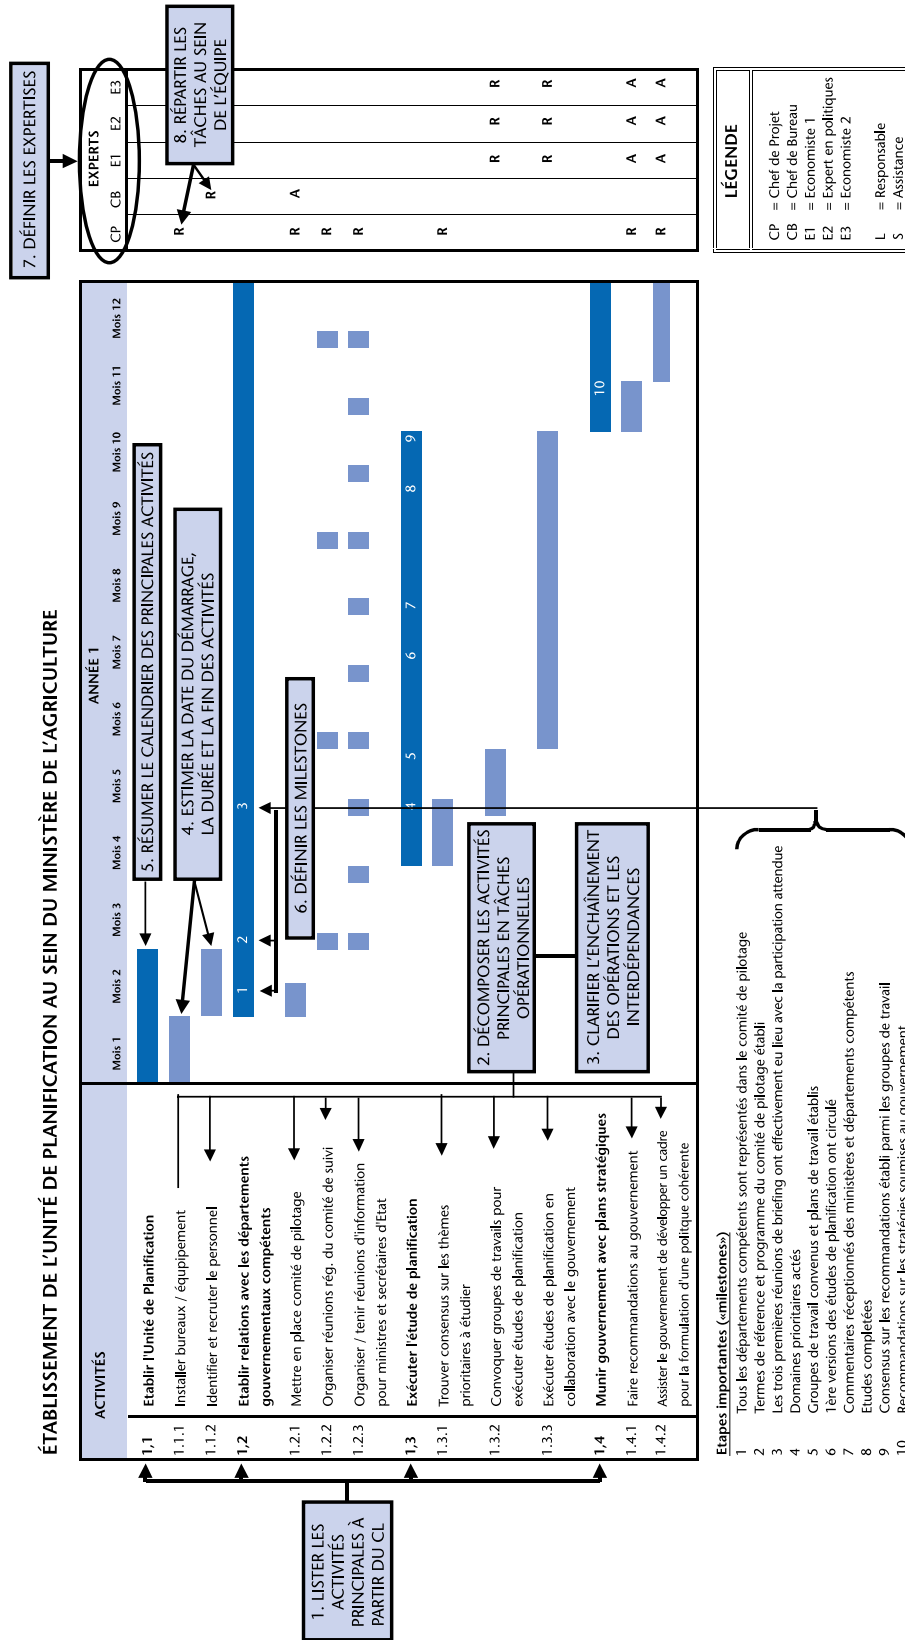 ÉTABLISSEMENT DE L'UNITÉ DE PLANIFICATION AU SEIN DU MINISTÈRE DE L'AGRICULTURE
7. DÉFINIR LES EXPERTISES
ACTIVITÉS
ANNÉE 1
EXPERTS
Mois 1 Mois 2 Mois 3 Mois 4 Mois 5 Mois 6 Mois 7 Mois 8 Mois 9 Mois 10 Mois 11 Mois 12
CP CB E1 E2 E3
1,1 Etablir l'Unité de Planification
5. RÉSUMER LE CALENDRIER DES PRINCIPALES ACTIVITÉS
1.1.1 Installer bureaux / équpipement
R
1.1.2 Identifier et recruter le personnel
R
4. ESTIMER LA DATE DU DÉMARRAGE,
LA DURÉE ET LA FIN DES ACTIVITÉS
8. RÉPARTIR LES
TÂCHES AU SEIN
DE L'ÉQUIPE
1,2 Etablir relations avec les départements
gouvernementaux compétents
1 2 3
1.2.1 Mettre en place comité de pilotage
R A
6. DÉFINIR LES MILESTONES
1.2.2 Organiser réunions rég. du comité de suivi
R
1.2.3 Organiser / tenir réunions d'information
pour ministres et secrétaires d'Etat
R
1,3 Exécuter l'étude de planification
4 5 6 7 8 9
1.3.1 Trouver consensus sur les thèmes
prioritaires à étudier
R
1.3.2 Convoquer groupes de travails pour
exécuter études de planification
R R R
2. DÉCOMPOSER LES ACTIVITÉS
PRINCIPALES EN TÂCHES
OPÉRATIONNELLES
1.3.3 Exécuter études de planification en
collaboration avec le gouvernement
R R R
3. CLARIFIER L'ENCHAÎNEMENT
DES OPÉRATIONS ET LES
INTERDÉPENDANCES
1,4 Munir gouvernement avec plans stratégiques
10
1.4.1 Faire recommandations au gouvernement
R A A A
1.4.2 Assister le gouvernement de développer un cadre
pour la formulation d'une politque cohérente
R A A A
1. LISTER LES
ACTIVITÉS
PRINCIPALES À
PARTIR DU CL
Etapes importantes («milestones»)
1 Tous les départements compétents sont représentés dans le comité de pilotage
2 Termes de réference et programme du comité de pilotage établi
3 Les trois premières réunions de briefing ont effectivement eu lieu avec la participation attendue
4 Domaines prioritaires actés
5 Groupes de travail convenus et plans de travail établis
6 1ère versions des études de planification ont circulé
7 Commentaires réceptionnés des ministères et départements compétents
8 Etudes completées
9 Consensus sur les recommandations établi parmi les groupes de travail
10 Recommandations sur les stratégies soumises au gouvernement
LÉGENDE
CP = Chef de Projet
CB = Chef de Bureau
E1 = Economiste 1
E2 = Expert en politiques
E3 = Economiste 2
L = Responsable
S = Assistance